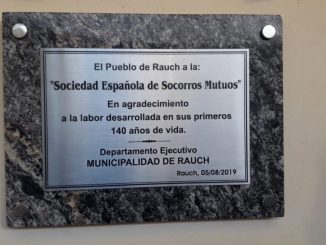 El Pueblo de Rauch a la:
"Sociedad Española de Socorros Mutuos"
En agradecimiento
a la labor desarrollada en sus primeros
140 años de vida.
Departamento Ejecutivo
MUNICIPALIDAD DE RAUCH
Rauch, 05/08/2019